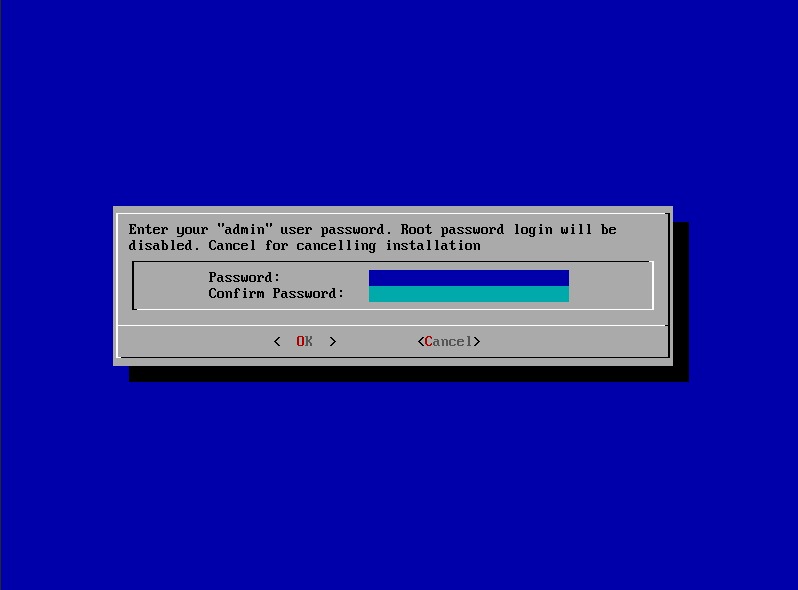 Enter your "admin" user password. Root password login will be
disabled. Cancel for cancelling installation
Password:
Confirm Password:
<  OK  >
<Cancel>